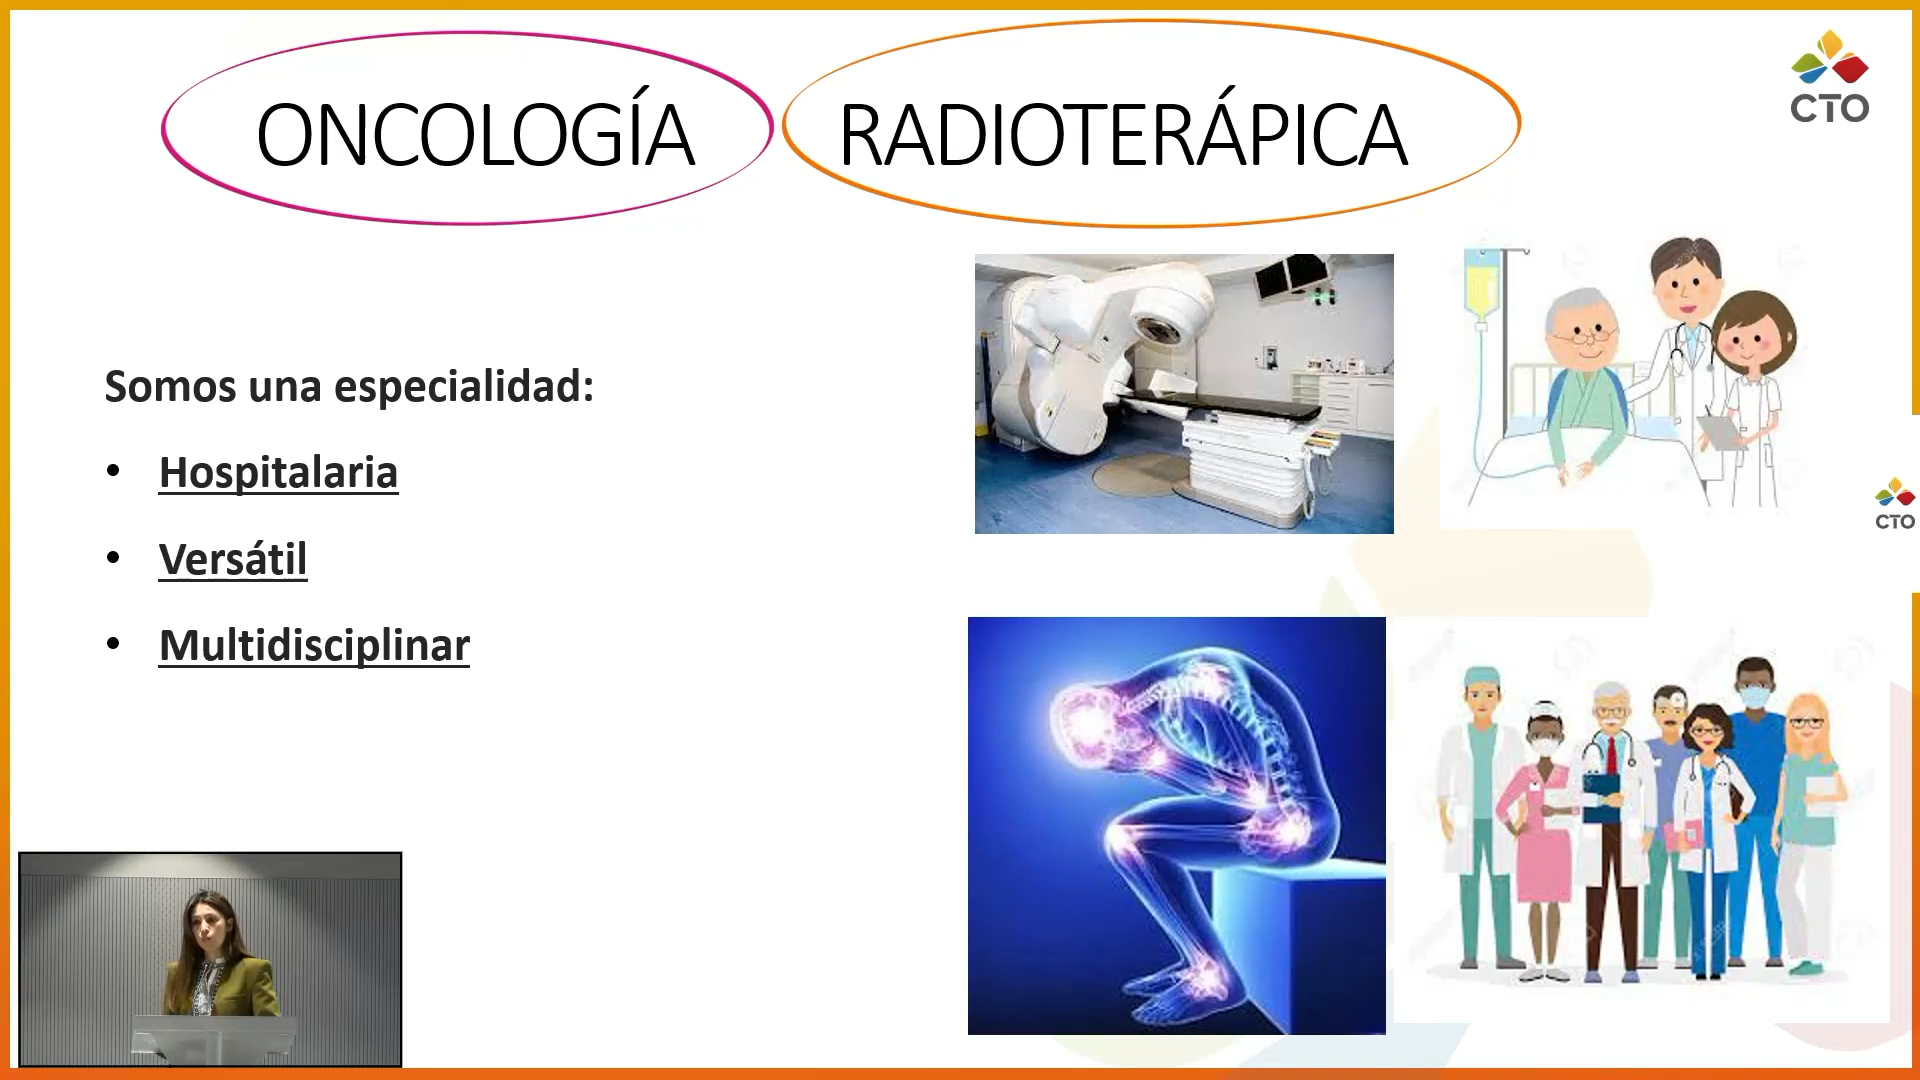 ONCOLOGÍA RADIOTERÁPICA
CTO
Somos una especialidad:
• Hospitalaria
• Versátil
• Multidisciplinar
CTO